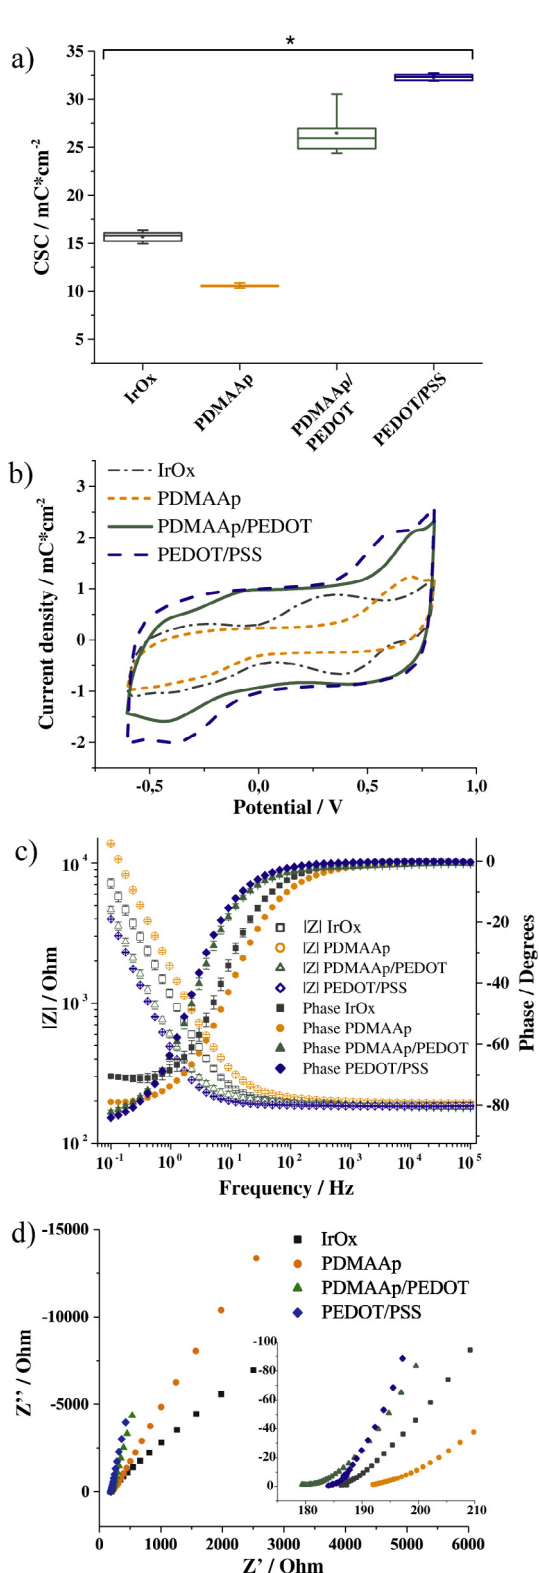 a)
*
35
30
25
20
15
10
5
CSC / mC*cm-2
IrOx
PDMAAp
PDMAAp/
PEDOT
PEDOT/PSS
b)
IrOx
PDMAAp
PDMAAp/PEDOT
PEDOT/PSS
3
2
1
0
-1
-2
Current density / mC*cm-2
-0,5
0,0
0,5
1,0
Potential / V
c)
10^4
10^3
10^2
|Z| / Ohm
0
-20
-40
-60
-80
Phase / Degrees
|Z| IrOx
|Z| PDMAAp
|Z| PDMAAp/PEDOT
|Z| PEDOT/PSS
Phase IrOx
Phase PDMAAp
Phase PDMAAp/PEDOT
Phase PEDOT/PSS
10^-1 10^0 10^1 10^2 10^3 10^4 10^5
Frequency / Hz
d)
-15000
-10000
-5000
0
Z’’ / Ohm
IrOx
PDMAAp
PDMAAp/PEDOT
PEDOT/PSS
-100
-80
-60
-40
-20
0
180 190 200 210
0 1000 2000 3000 4000 5000 6000
Z’ / Ohm